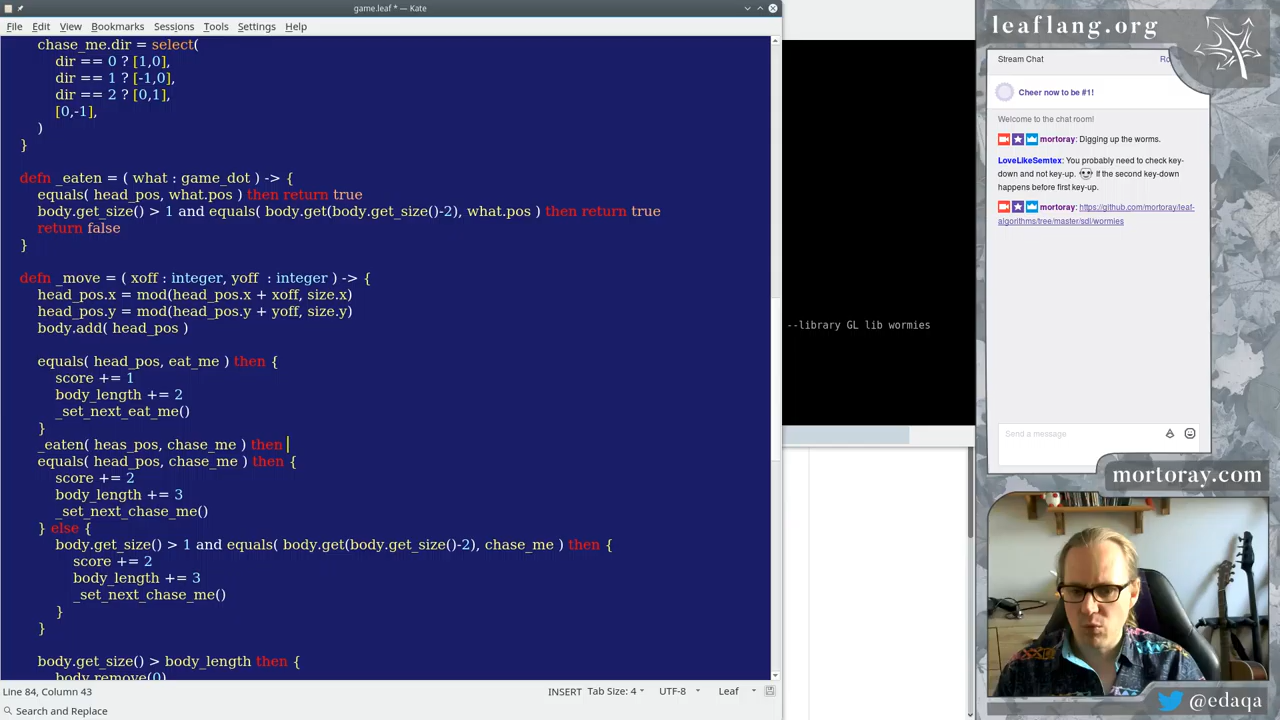 game.leaf * — Kate
File Edit View Bookmarks Sessions Tools Settings Help
chase_me.dir = select(
dir == 0 ? [1,0],
dir == 1 ? [-1,0],
dir == 2 ? [0,1],
[0,-1],
)
}
defn _eaten = ( what : game_dot ) -> {
equals( head_pos, what.pos ) then return true
body.get_size() > 1 and equals( body.get(body.get_size()-2), what.pos ) then return true
return false
}
defn _move = ( xoff : integer, yoff : integer ) -> {
head_pos.x = mod(head_pos.x + xoff, size.x)
head_pos.y = mod(head_pos.y + yoff, size.y)
body.add( head_pos )
equals( head_pos, eat_me ) then {
score += 1
body_length += 2
_set_next_eat_me()
}
_eaten( heas_pos, chase_me ) then
equals( head_pos, chase_me ) then {
score += 2
body_length += 3
_set_next_chase_me()
} else {
body.get_size() > 1 and equals( body.get(body.get_size()-2), chase_me ) then {
score += 2
body_length += 3
_set_next_chase_me()
}
}
body.get_size() > body_length then {
body.remove(0)
Line 84, Column 43 INSERT Tab Size: 4 UTF-8 Leaf
Search and Replace
--library GL lib wormies
leaflang.org
Stream Chat
Cheer now to be #1!
Welcome to the chat room!
mortoray: Digging up the worms.
LoveLikeSemtex: You probably need to check key-
down and not key-up. If the second key-down
happens before first key-up.
mortoray: https://github.com/mortoray/leaf-
algorithms/tree/master/sdl/wormies
Send a message
mortoray.com
@edaqa